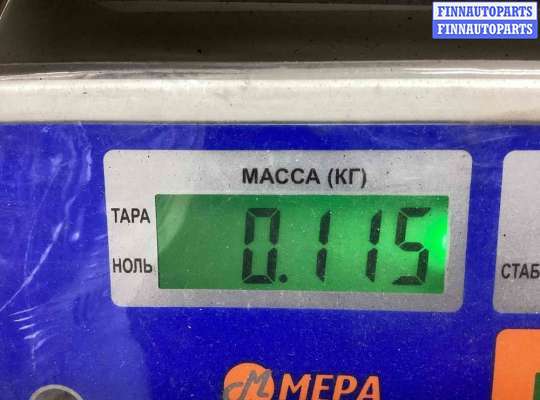 FINNAUTOPARTS
FINNAUTOPARTS
МАССА (КГ)
ТАРА
0.115
НОЛЬ
СТАБ
МЕРА